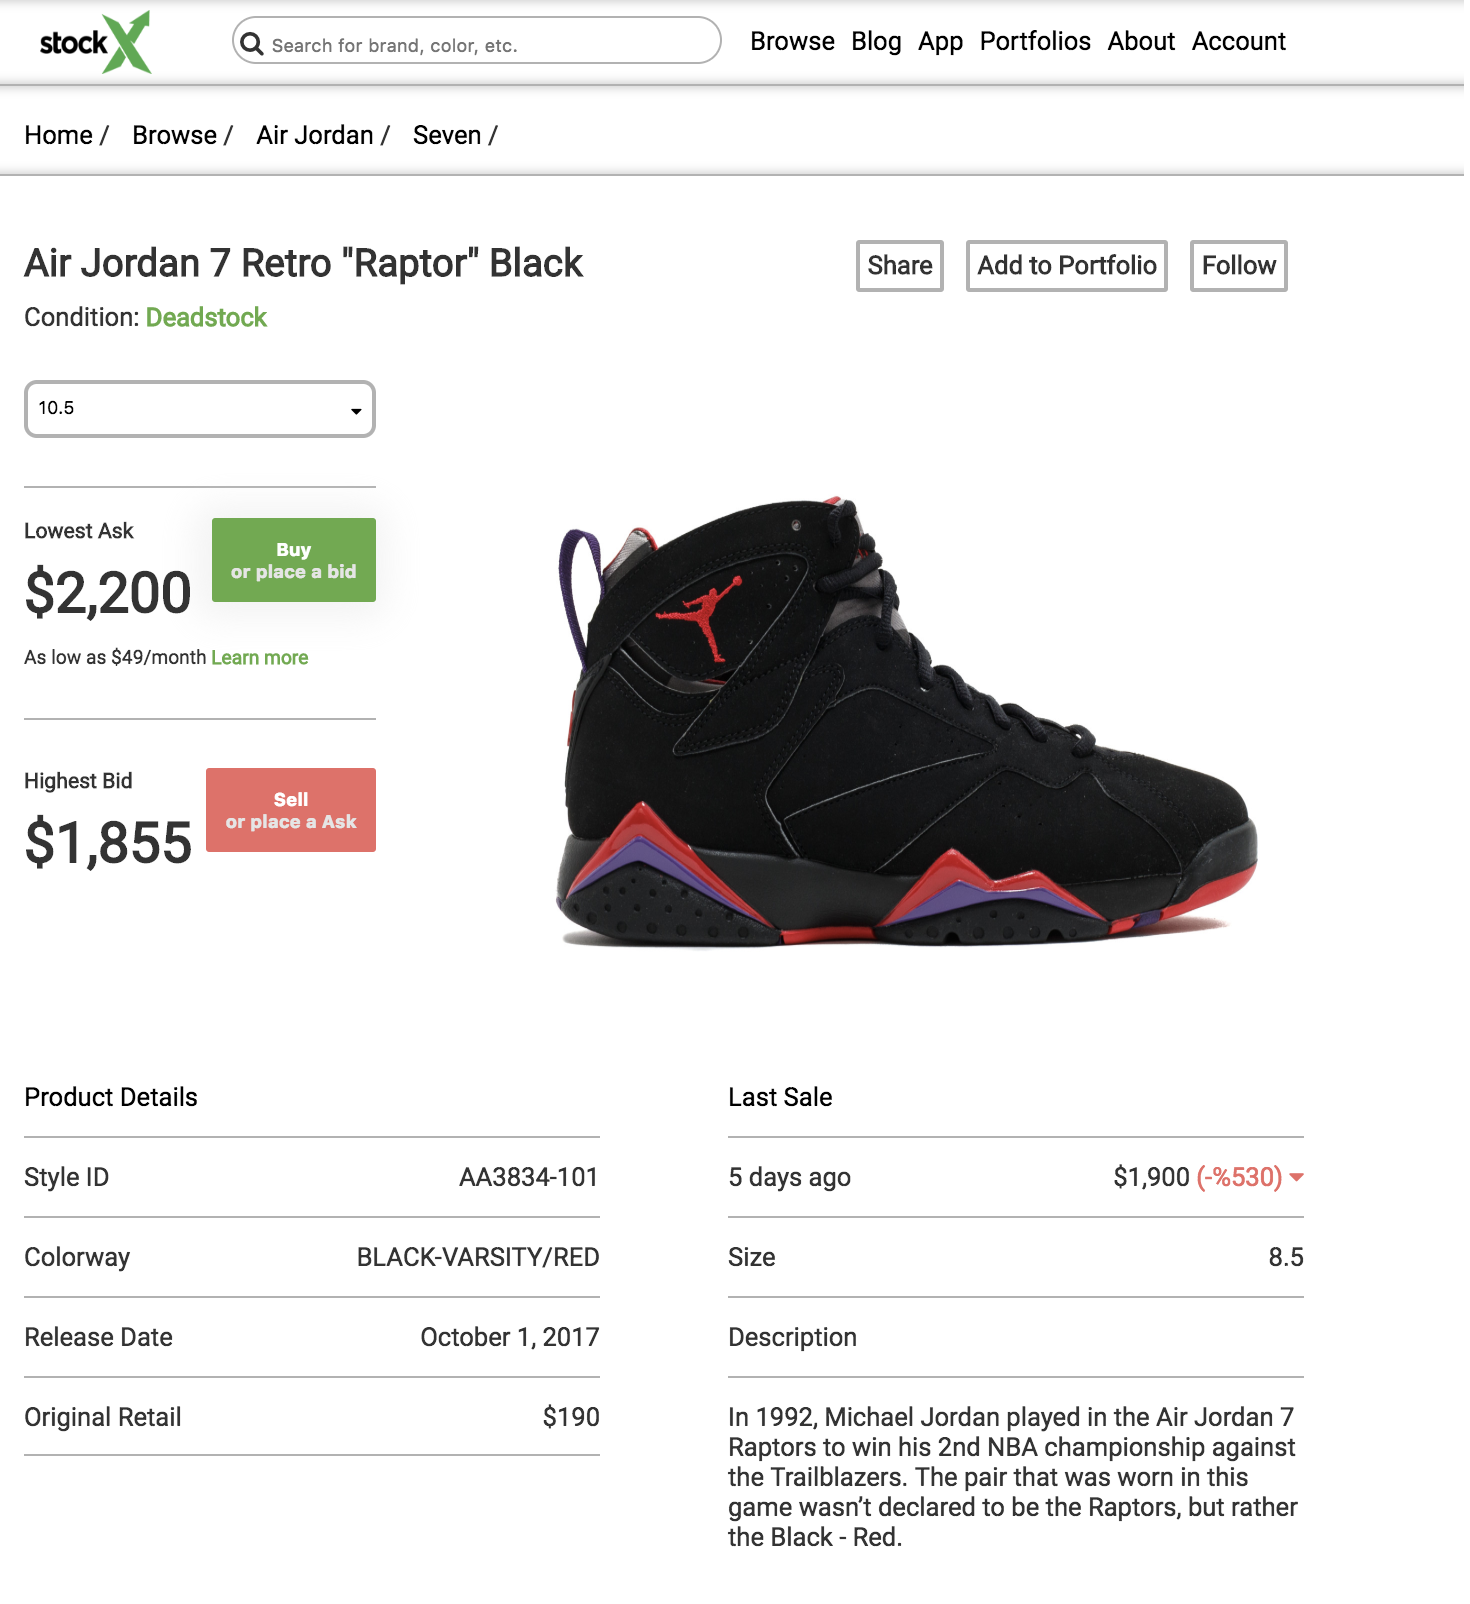 stockX
Search for brand, color, etc.
Browse Blog App Portfolios About Account
Home / Browse / Air Jordan / Seven /
Air Jordan 7 Retro "Raptor" Black
Share
Add to Portfolio
Follow
Condition: Deadstock
10.5
Lowest Ask
$2,200
Buy
or place a bid
As low as $49/month Learn more
Highest Bid
$1,855
Sell
or place a Ask
Product Details
Style ID AA3834-101
Colorway BLACK-VARSITY/RED
Release Date October 1, 2017
Original Retail $190
Last Sale
5 days ago $1,900 (-%530)
Size 8.5
Description
In 1992, Michael Jordan played in the Air Jordan 7
Raptors to win his 2nd NBA championship against
the Trailblazers. The pair that was worn in this
game wasn’t declared to be the Raptors, but rather
the Black - Red.